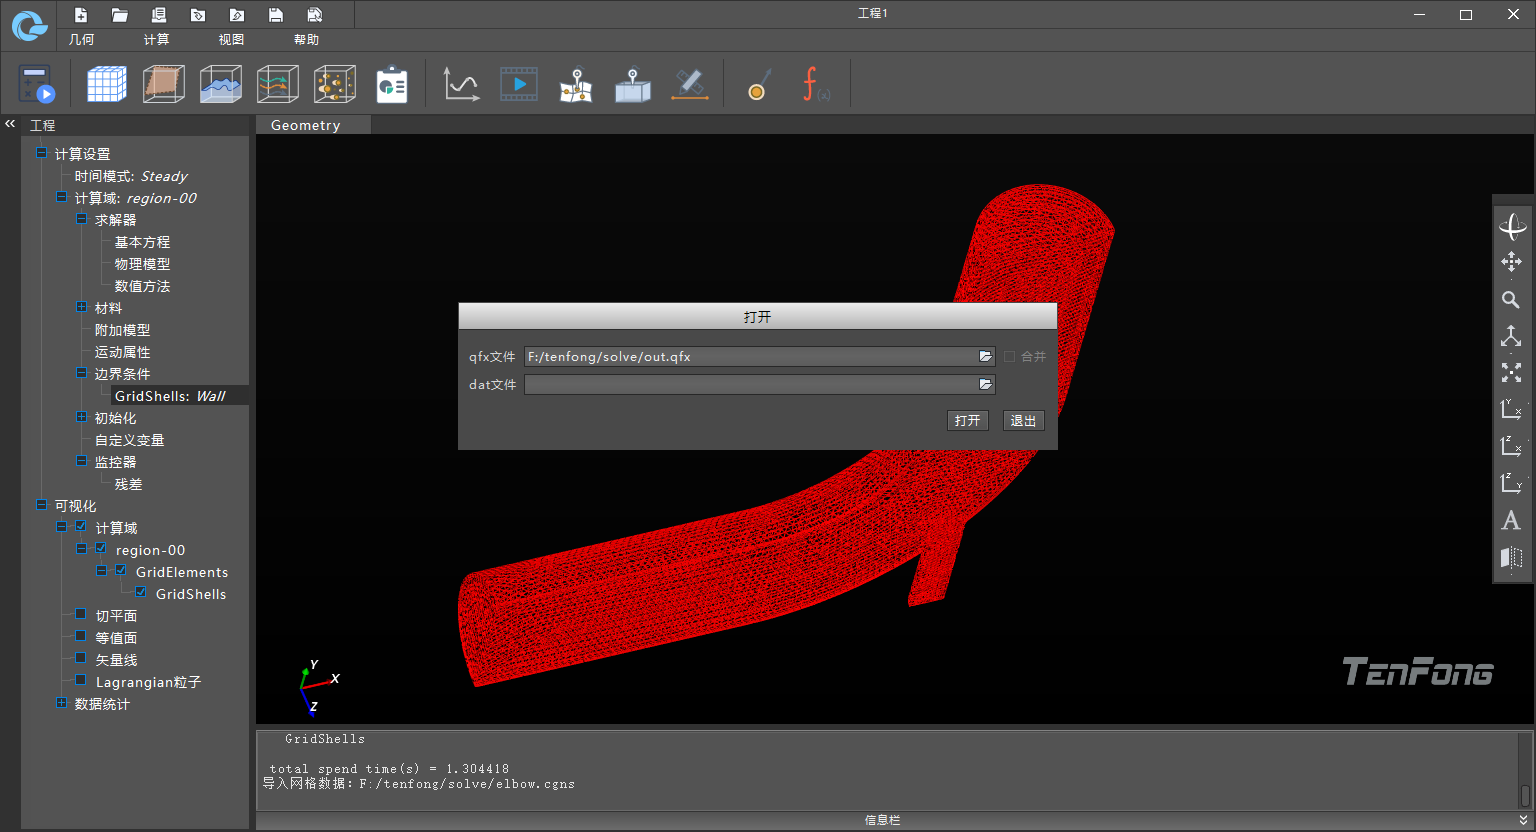 工程1
几何 计算 视图 帮助
f(a)
工程
Geometry
计算设置
时间模式: Steady
计算域: region-00
求解器
基本方程
物理模型
数值方法
材料
附加模型
运动属性
边界条件
GridShells: Wall
初始化
自定义变量
监控器
残差
可视化
计算域
region-00
GridElements
GridShells
切平面
等值面
矢量线
Lagrangian粒子
数据统计
打开
qfx文件 F:/tenfong/solve/out.qfx 合并
dat文件
打开 退出
Y
X
Z
Y X
Z X
Z Y
A
TENFONG
GridShells
total spend time(s) = 1.304418
导入网格数据: F:/tenfong/solve/elbow.cgns
信息栏